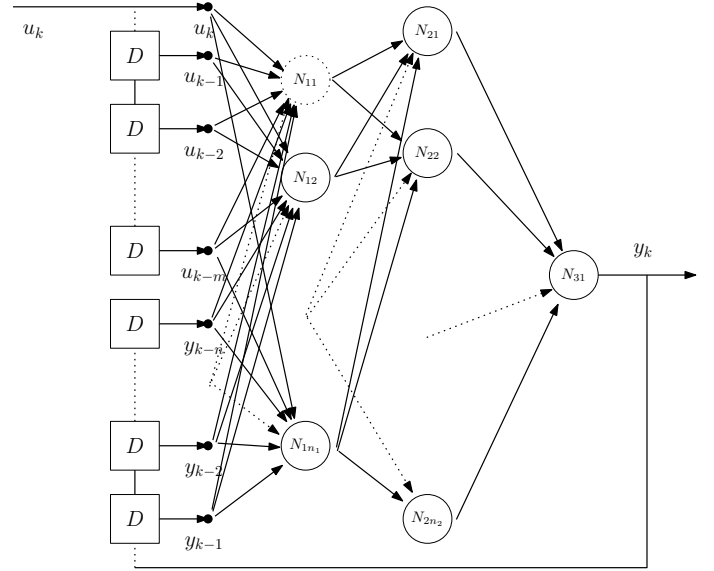 u_k
u_k
N_{21}
D
u_{k-1}
N_{11}
D
u_{k-2}
N_{12}
N_{22}
D
u_{k-m}
N_{31}
y_k
D
y_{k-n}
D
y_{k-2}
N_{1n_1}
D
y_{k-1}
N_{2n_2}